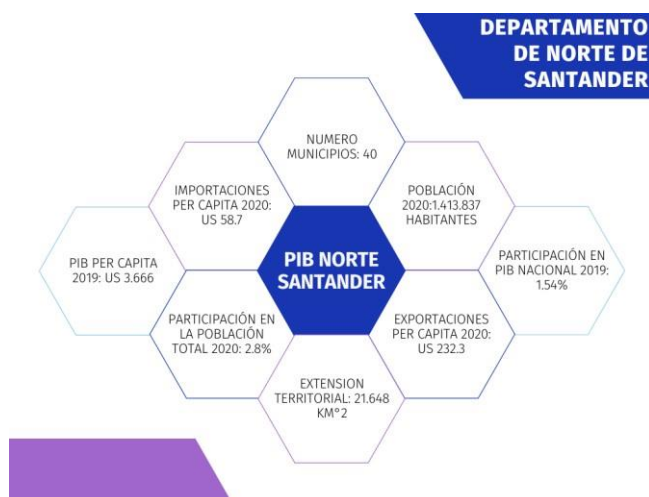 DEPARTAMENTO
DE NORTE DE
SANTANDER
NUMERO
MUNICIPIOS: 40
IMPORTACIONES
PER CAPITA 2020:
US 58.7
POBLACIÓN
2020:1.413.837
HABITANTES
PIB PER CAPITA
2019: US 3.666
PIB NORTE
SANTANDER
PARTICIPACIÓN EN
PIB NACIONAL 2019:
1.54%
PARTICIPACIÓN EN
LA POBLACIÓN
TOTAL 2020: 2.8%
EXPORTACIONES
PER CAPITA 2020:
US 232.3
EXTENSION
TERRITORIAL: 21.648
KM°2